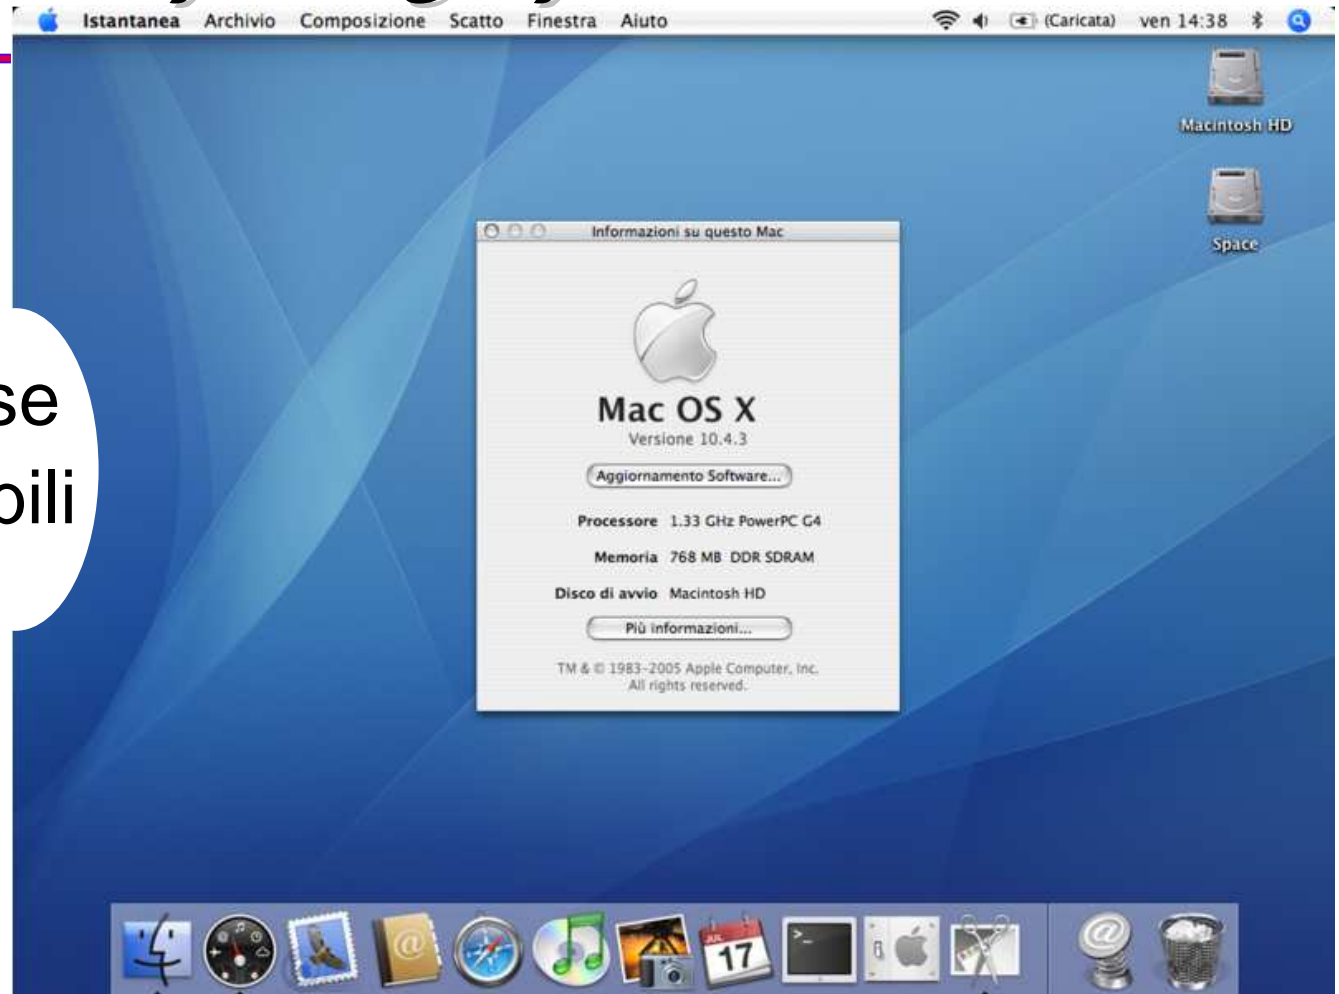 Istantanea Archivio Composizione Scatto Finestra Aiuto (Caricata) ven 14:38
Macintosh HD
Space
Informazioni su questo Mac
se
bili
Mac OS X
Versione 10.4.3
Aggiornamento Software...
Processore 1.33 GHz PowerPC G4
Memoria 768 MB DDR SDRAM
Disco di avvio Macintosh HD
Più informazioni...
TM & © 1983-2005 Apple Computer, Inc.
All rights reserved.
JUL
17